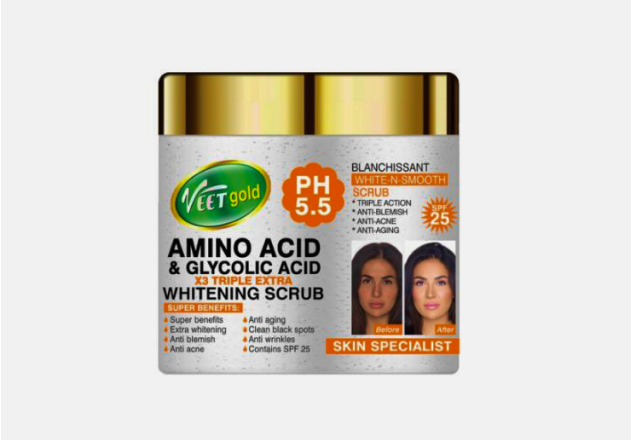 VEET gold
PH
5.5
BLANCHISSANT
WHITE-N-SMOOTH
SCRUB
* TRIPLE ACTION
* ANTI-BLEMISH
* ANTI-ACNE
* ANTI-AGING
SPF
25
AMINO ACID
& GLYCOLIC ACID
X3 TRIPLE EXTRA
WHITENING SCRUB
SUPER BENEFITS:
Super benefits
Extra whitening
Anti blemish
Anti acne
Anti aging
Clean black spots
Anti wrinkles
Contains SPF 25
Before
After
SKIN SPECIALIST